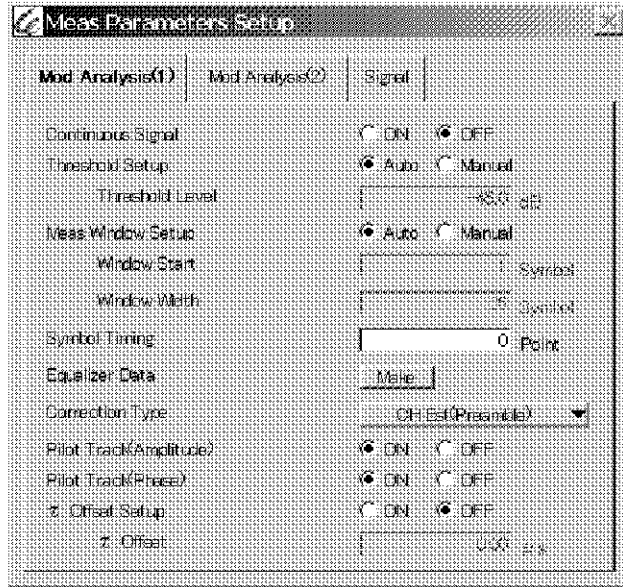 Meas Parameters Setup
Mod Analysis(1) Mod Analysis(2) Signal
Continuous Signal ON OFF
Threshold Setup Auto Manual
Threshold Level dB
Meas Window Setup Auto Manual
Window Start 1 Symbol
Window Width Symbol
Symbol Timing 0 Point
Equalizer Data Make
Correction Type CH Est(Preamble)
Pilot Track(Amplitude) ON OFF
Pilot Track(Phase) ON OFF
τ Offset Setup ON OFF
τ Offset 0.00